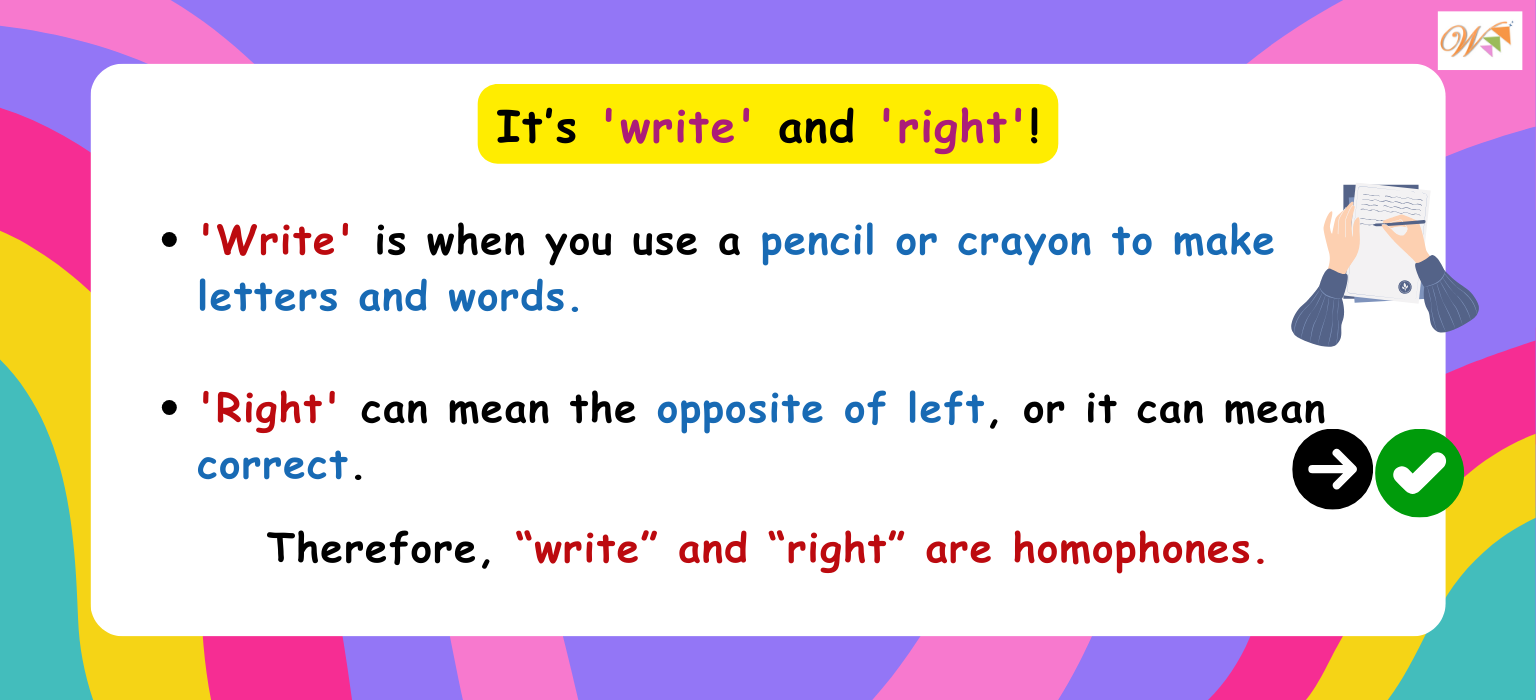 It's 'write' and 'right'!
• 'Write' is when you use a pencil or crayon to make
letters and words.
• 'Right' can mean the opposite of left, or it can mean
correct.
Therefore, “write” and “right” are homophones.
W